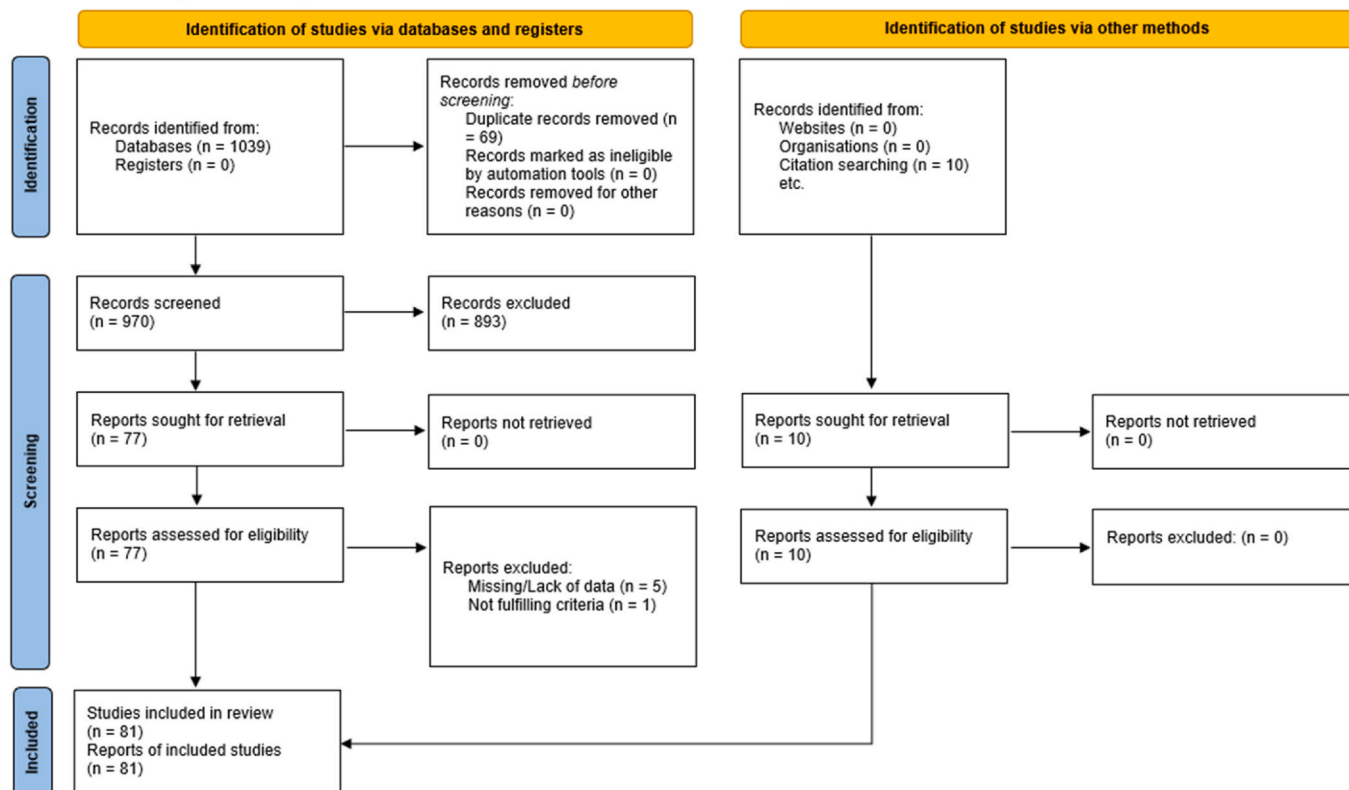 Identification of studies via databases and registers
Identification of studies via other methods
Identification
Records identified from:
Databases (n = 1039)
Registers (n = 0)
Records removed before
screening:
Duplicate records removed (n
= 69)
Records marked as ineligible
by automation tools (n = 0)
Records removed for other
reasons (n = 0)
Records identified from:
Websites (n = 0)
Organisations (n = 0)
Citation searching (n = 10)
etc.
Screening
Records screened
(n = 970)
Records excluded
(n = 893)
Reports sought for retrieval
(n = 77)
Reports not retrieved
(n = 0)
Reports sought for retrieval
(n = 10)
Reports not retrieved
(n = 0)
Reports assessed for eligibility
(n = 77)
Reports excluded:
Missing/Lack of data (n = 5)
Not fulfilling criteria (n = 1)
Reports assessed for eligibility
(n = 10)
Reports excluded: (n = 0)
Included
Studies included in review
(n = 81)
Reports of included studies
(n = 81)